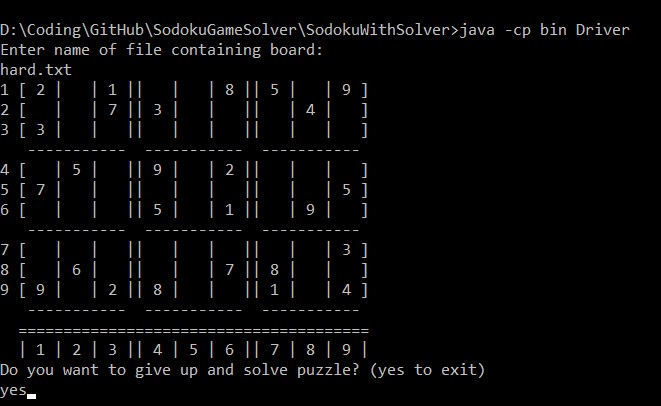 D:\Coding\GitHub\SodokuGameSolver\SodokuWithSolver>java -cp bin Driver
Enter name of file containing board:
hard.txt
1 [ 2 |   | 1 ||   |   | 8 || 5 |   | 9 ]
2 [   |   | 7 || 3 |   |   ||   | 4 |   ]
3 [ 3 |   |   ||   |   |   ||   |   |   ]
   -----------  -----------  -----------
4 [   | 5 |   || 9 |   | 2 ||   |   |   ]
5 [ 7 |   |   ||   |   |   ||   |   | 5 ]
6 [   |   |   || 5 |   | 1 ||   | 9 |   ]
   -----------  -----------  -----------
7 [   |   |   ||   |   |   ||   |   | 3 ]
8 [   | 6 |   ||   |   | 7 || 8 |   |   ]
9 [ 9 |   | 2 || 8 |   |   || 1 |   | 4 ]
   -----------  -----------  -----------
  =======================================
  | 1 | 2 | 3 || 4 | 5 | 6 || 7 | 8 | 9 |
Do you want to give up and solve puzzle? (yes to exit)
yes